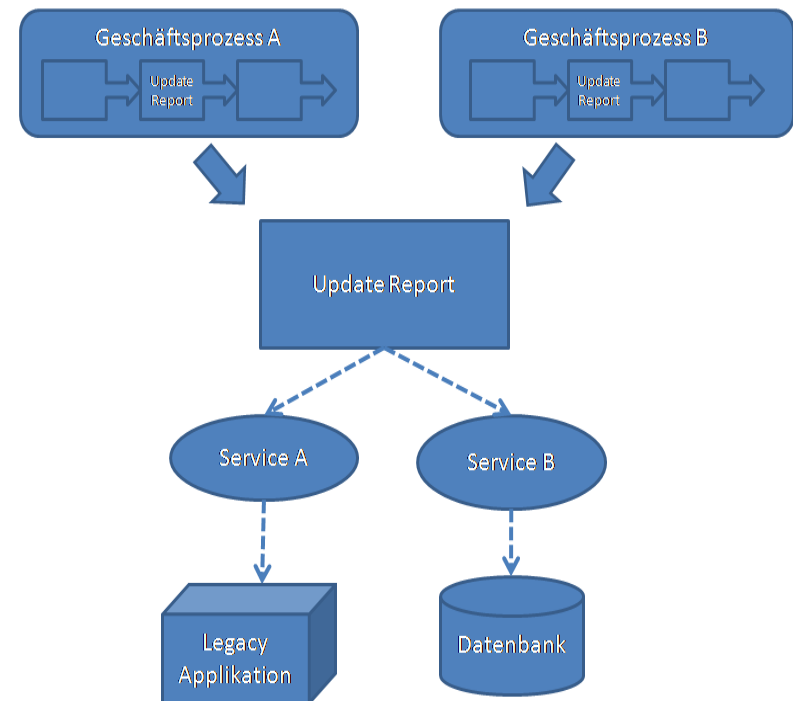 Geschäftsprozess A
Update
Report
Geschäftsprozess B
Update
Report
Update Report
Service A
Service B
Legacy
Applikation
Datenbank